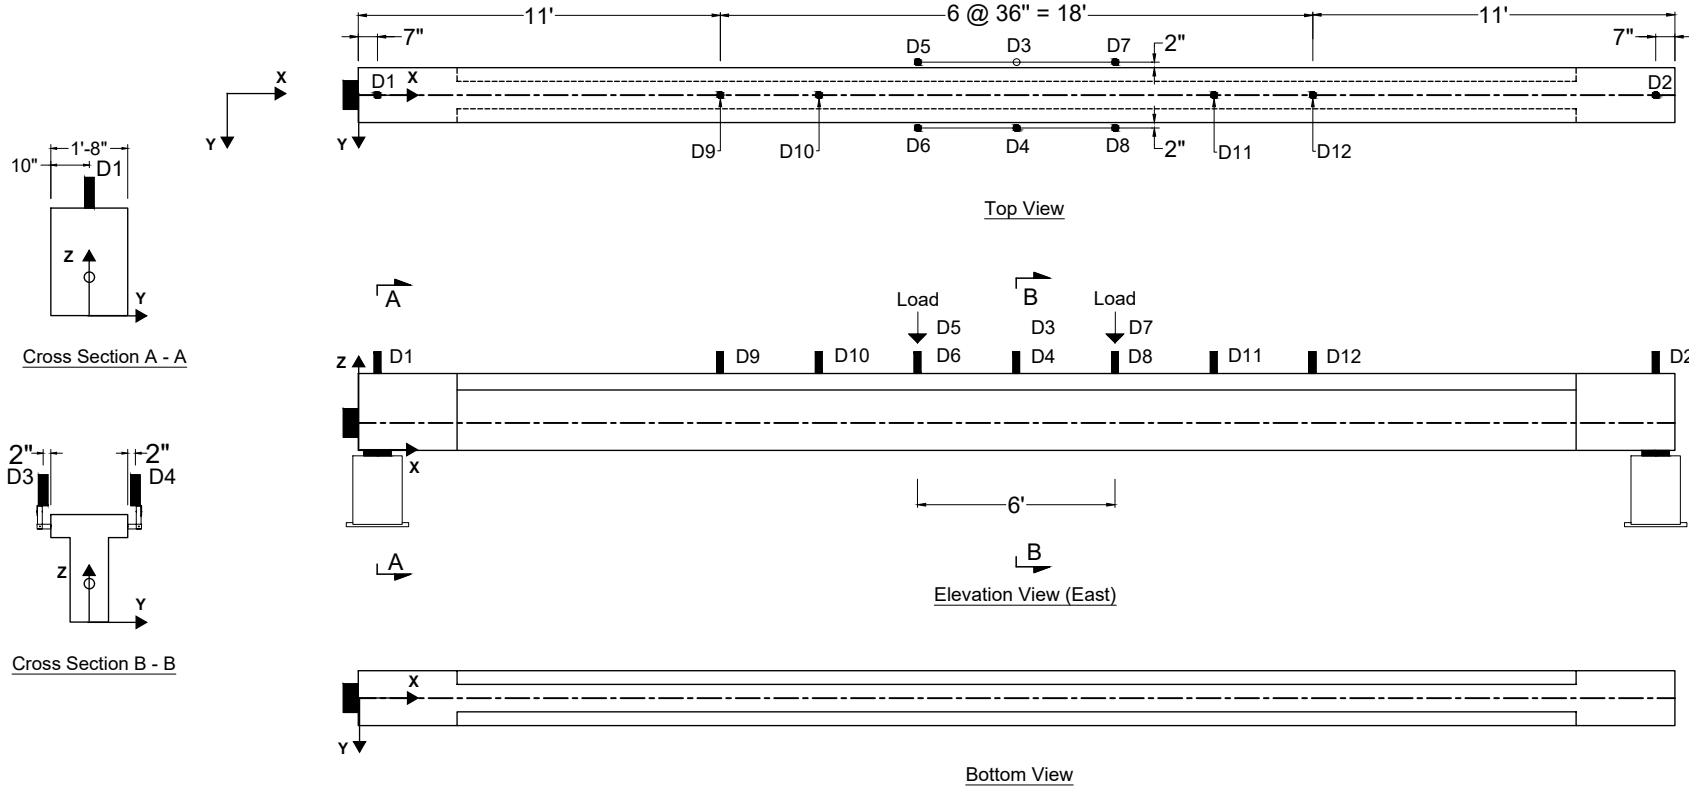 11'
6 @ 36" = 18'
11'
7"
7"
D5
D3
D7
2"
X
D1
X
D2
Y
Y
1'-8"
10"
D1
D9
D10
D6
D4
D8
2"
D11
D12
Top View
Z
Y
Cross Section A - A
A
B
Load
Load
D5
D3
D7
Z
D1
D9
D10
D6
D4
D8
D11
D12
D2
X
2"
2"
D3
D4
6'
Z
Y
A
B
Elevation View (East)
Cross Section B - B
X
Y
Bottom View